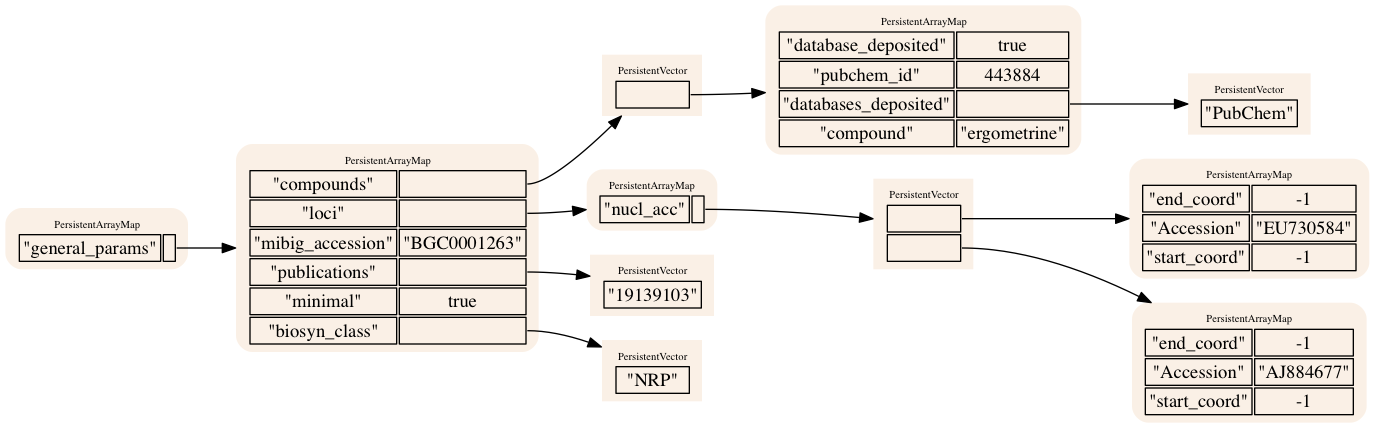 PersistentArrayMap
"general_params"
PersistentArrayMap
"compounds"
"loci"
"mibig_accession" "BGC0001263"
"publications"
"minimal" true
"biosyn_class"
PersistentVector
PersistentArrayMap
"database_deposited" true
"pubchem_id" 443884
"databases_deposited"
"compound" "ergometrine"
PersistentVector
"PubChem"
PersistentArrayMap
"nucl_acc"
PersistentVector
PersistentArrayMap
"end_coord" -1
"Accession" "EU730584"
"start_coord" -1
PersistentArrayMap
"end_coord" -1
"Accession" "AJ884677"
"start_coord" -1
PersistentVector
"19139103"
PersistentVector
"NRP"